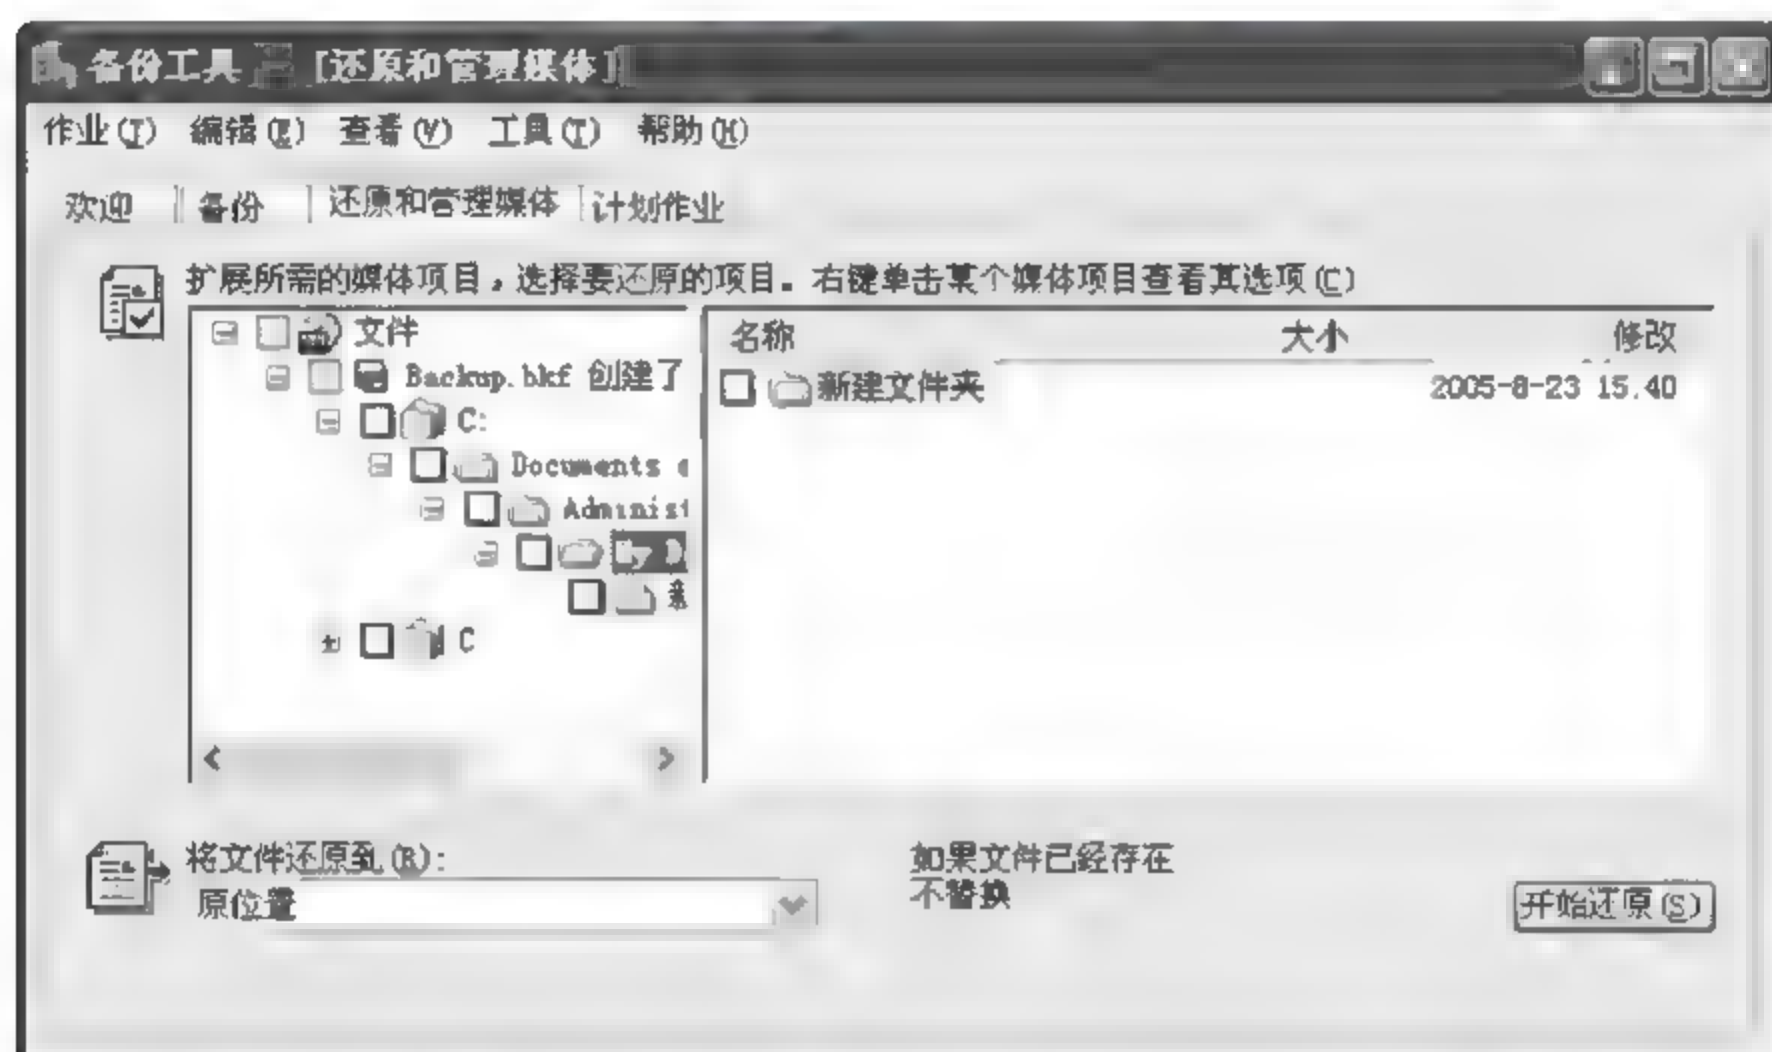 备份工具 [还原和管理媒体]
作业(J) 编辑(E) 查看(V) 工具(T) 帮助(H)
欢迎 备份 还原和管理媒体 计划作业
扩展所需的媒体项目，选择要还原的项目。右键单击某个媒体项目查看其选项(C)
文件
Backup.bkf 创建了
C:
Documents
Administ
C
名称 大小 修改
新建文件夹 2005-8-23 15.40
将文件还原到(R):
原位置
如果文件已经存在
不替换
开始还原(S)